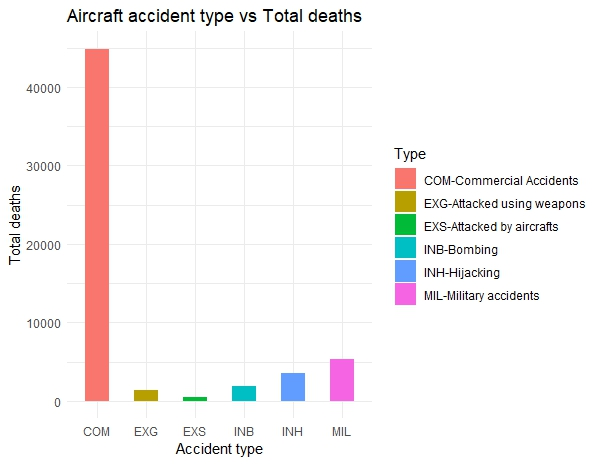 Aircraft accident type vs Total deaths
Total deaths
40000
30000
20000
10000
0
COM EXG EXS INB INH MIL
Accident type
Type
COM-Commercial Accidents
EXG-Attacked using weapons
EXS-Attacked by aircrafts
INB-Bombing
INH-Hijacking
MIL-Military accidents